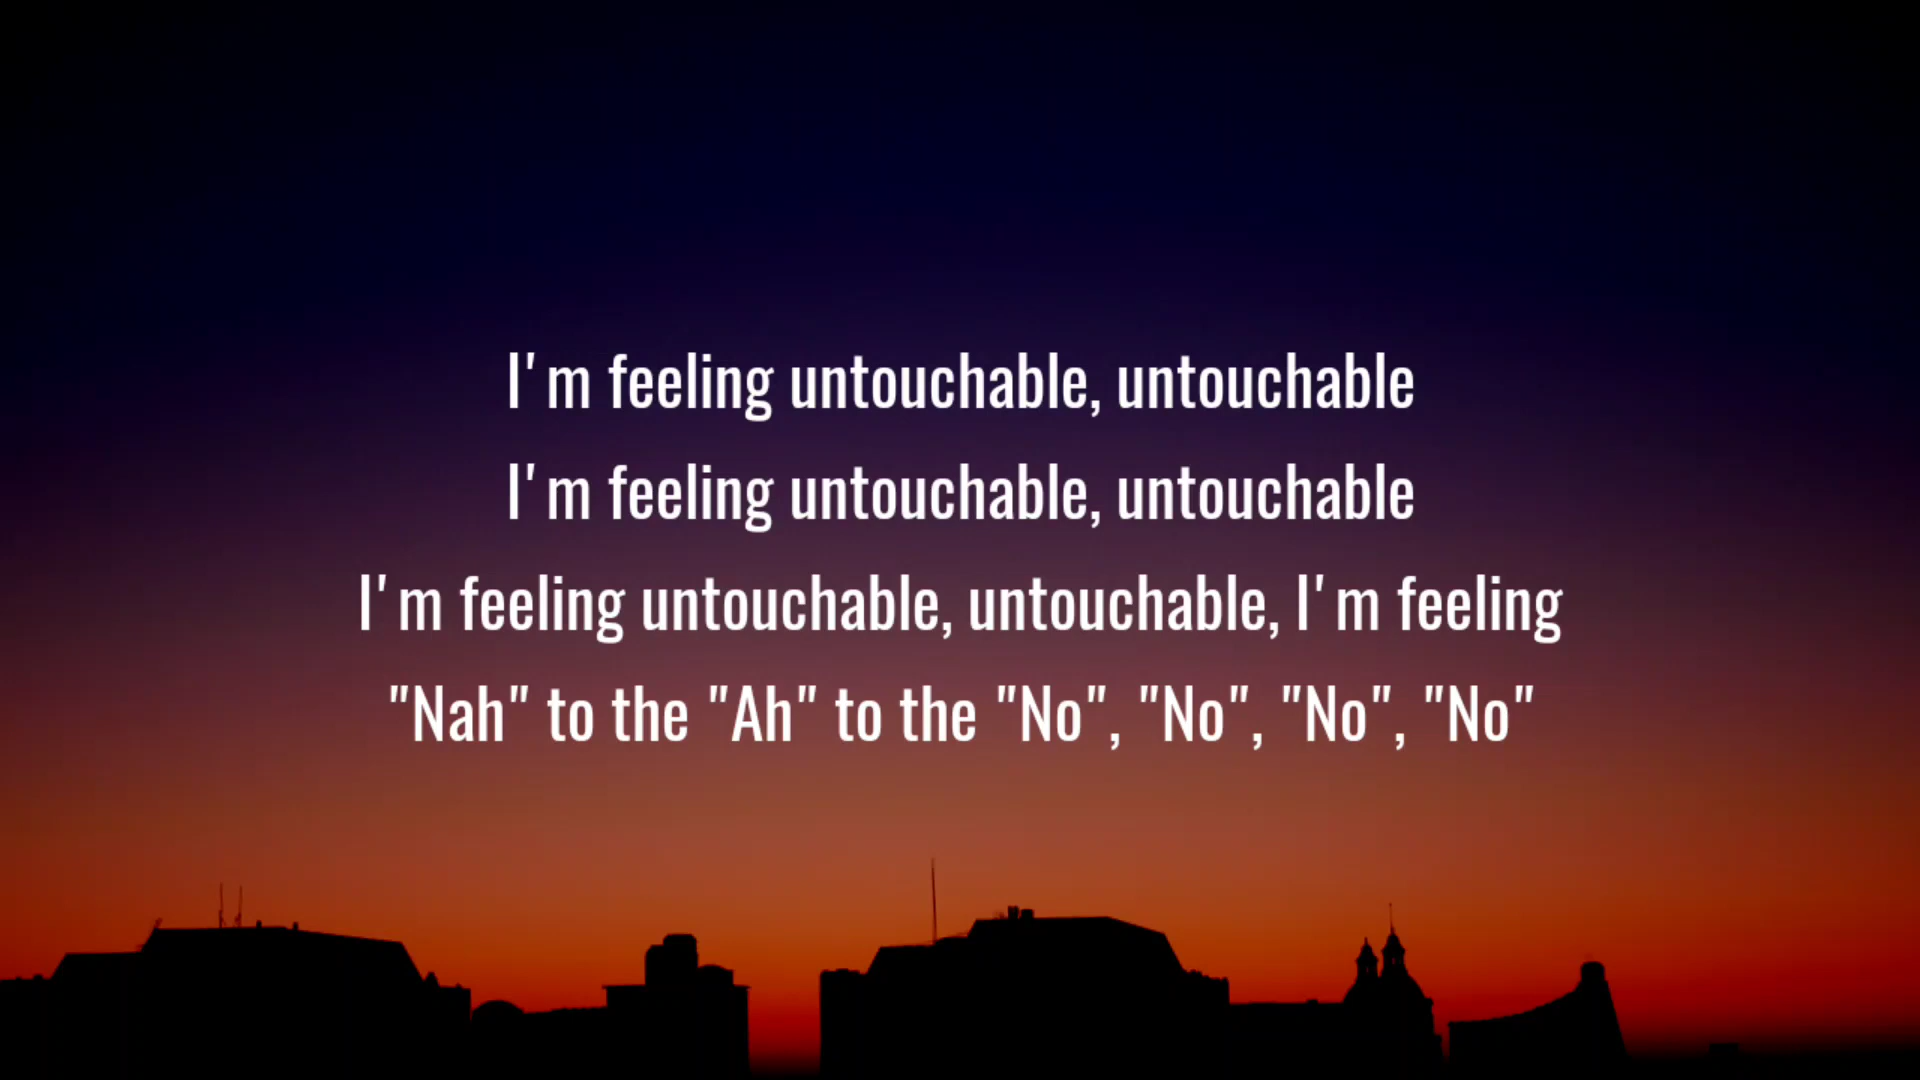 I'm feeling untouchable, untouchable
I'm feeling untouchable, untouchable
I'm feeling untouchable, untouchable, I'm feeling
"Nah" to the "Ah" to the "No", "No", "No", "No"